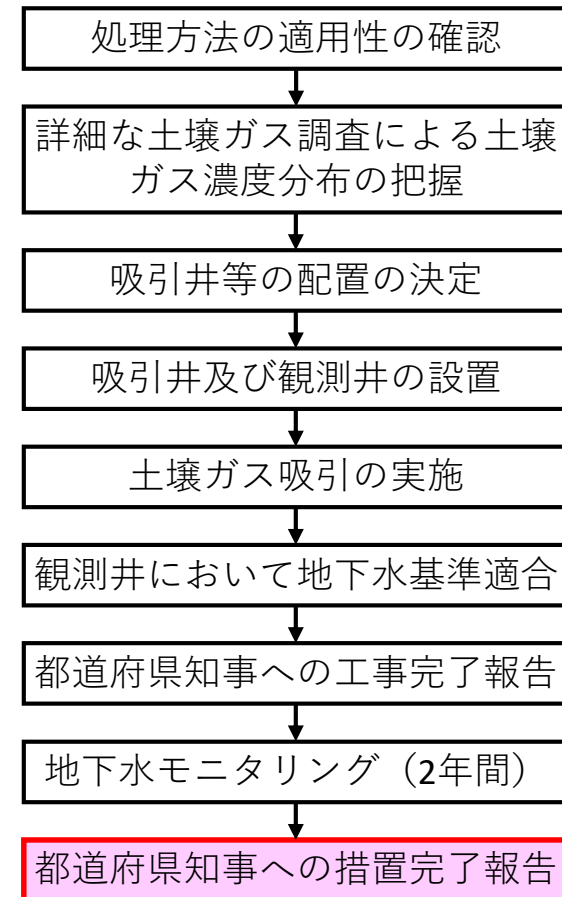 処理方法の適用性の確認
詳細な土壌ガス調査による土壌
ガス濃度分布の把握
吸引井等の配置の決定
吸引井及び観測井の設置
土壌ガス吸引の実施
観測井において地下水基準適合
都道府県知事への工事完了報告
地下水モニタリング（2年間）
都道府県知事への措置完了報告